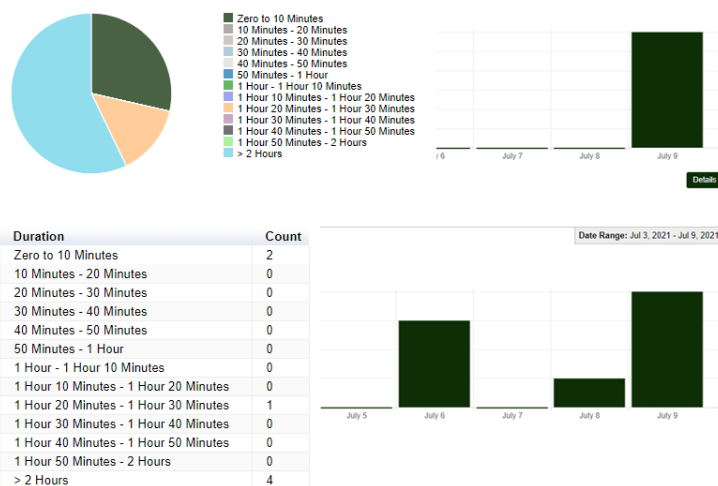 Zero to 10 Minutes
10 Minutes - 20 Minutes
20 Minutes - 30 Minutes
30 Minutes - 40 Minutes
40 Minutes - 50 Minutes
50 Minutes - 1 Hour
1 Hour - 1 Hour 10 Minutes
1 Hour 10 Minutes - 1 Hour 20 Minutes
1 Hour 20 Minutes - 1 Hour 30 Minutes
1 Hour 30 Minutes - 1 Hour 40 Minutes
1 Hour 40 Minutes - 1 Hour 50 Minutes
1 Hour 50 Minutes - 2 Hours
> 2 Hours
6 July 7 July 8 July 9
Details
Date Range: Jul 3, 2021 - Jul 9, 2021
Duration Count
Zero to 10 Minutes 2
10 Minutes - 20 Minutes 0
20 Minutes - 30 Minutes 0
30 Minutes - 40 Minutes 0
40 Minutes - 50 Minutes 0
50 Minutes - 1 Hour 0
1 Hour - 1 Hour 10 Minutes 0
1 Hour 10 Minutes - 1 Hour 20 Minutes 0
1 Hour 20 Minutes - 1 Hour 30 Minutes 1
1 Hour 30 Minutes - 1 Hour 40 Minutes 0
1 Hour 40 Minutes - 1 Hour 50 Minutes 0
1 Hour 50 Minutes - 2 Hours 0
> 2 Hours 4
July 5 July 6 July 7 July 8 July 9